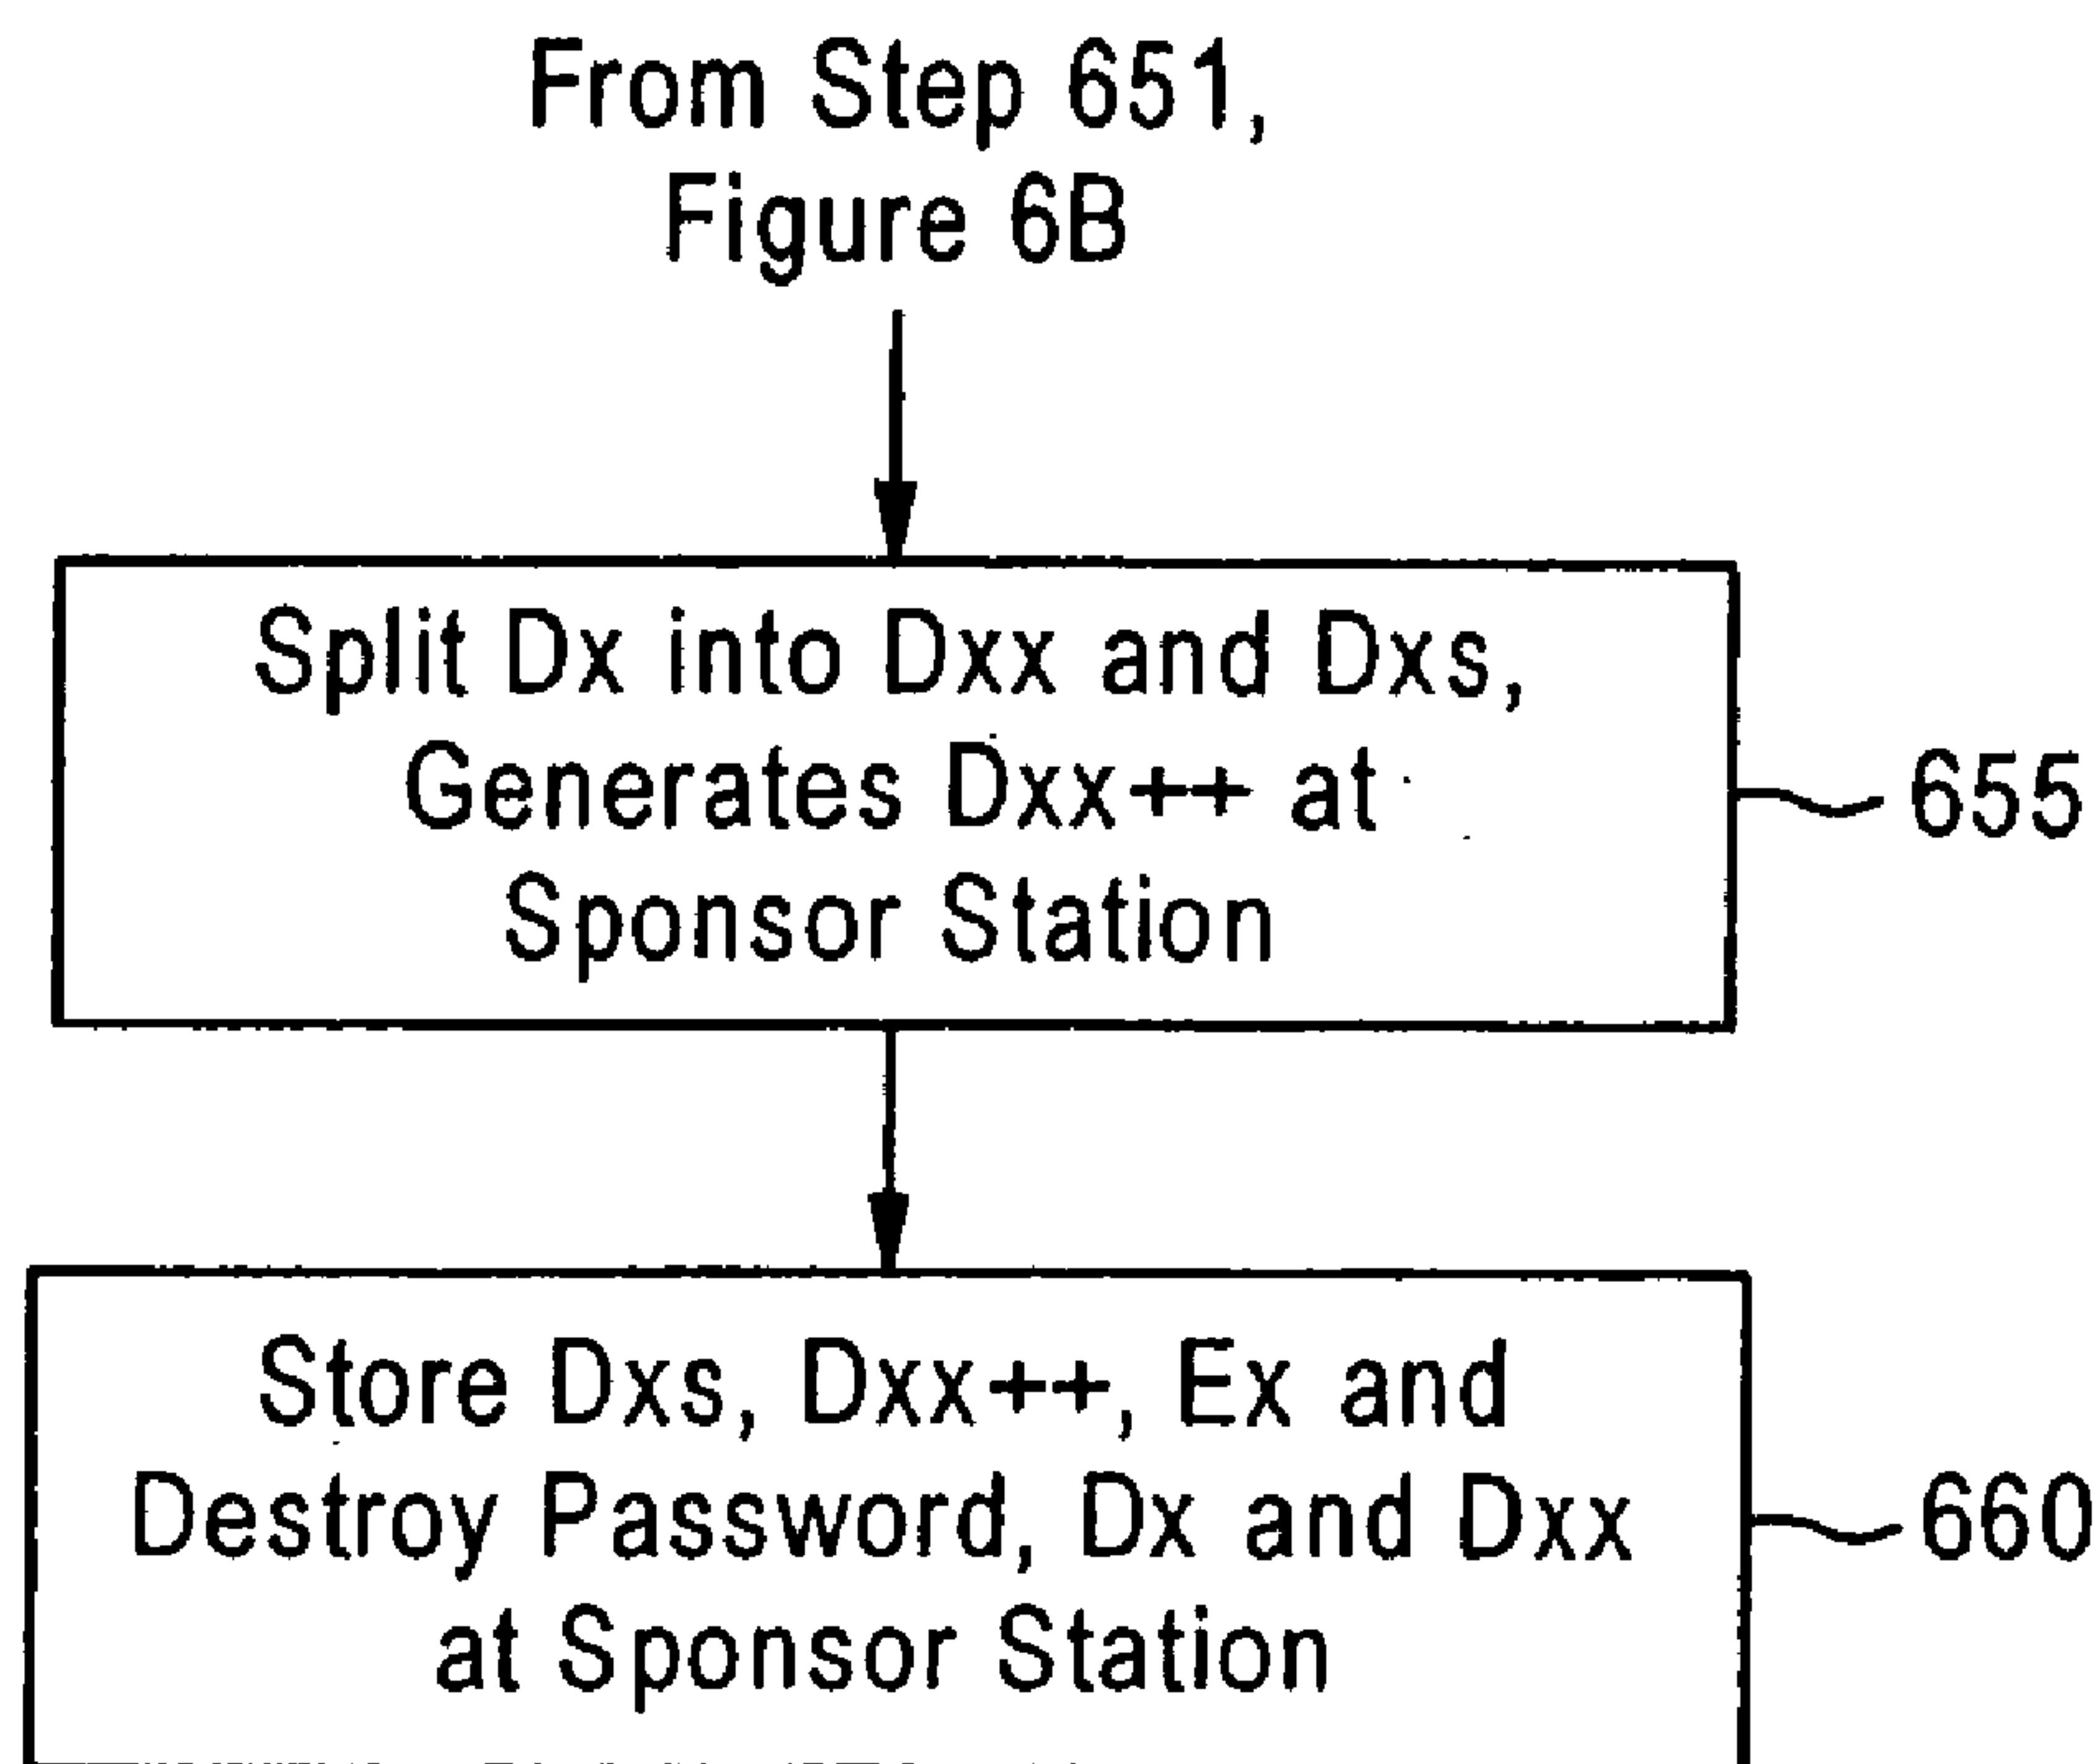 From Step 651,
Figure 6B
Split Dx into Dxx and Dxs,
Generates Dxx++ at
Sponsor Station
655
Store Dxs, Dxx++, Ex and
Destroy Password, Dx and Dxx
at Sponsor Station
660